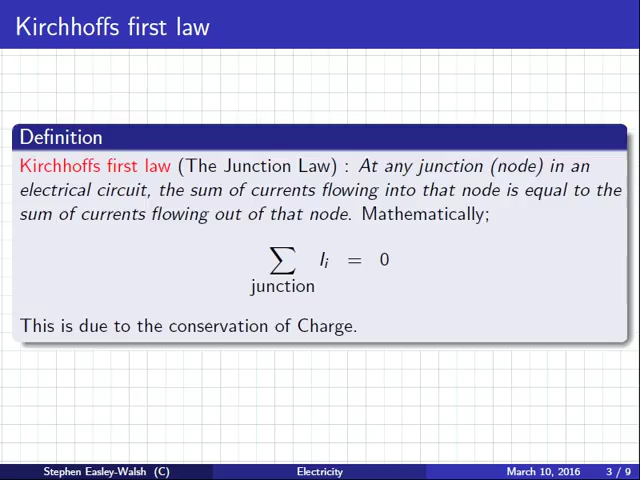 Kirchhoffs first law
Definition
Kirchhoffs first law (The Junction Law) : At any junction (node) in an
electrical circuit, the sum of currents flowing into that node is equal to the
sum of currents flowing out of that node. Mathematically;
∑ Iᵢ = 0
junction
This is due to the conservation of Charge.
Stephen Easley-Walsh (C) Electricity March 10, 2016 3 / 9